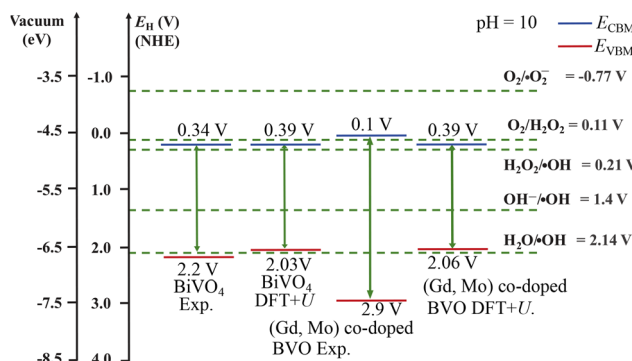 Vacuum
(eV)
E_H (V)
(NHE)
pH = 10
E_CBM
E_VBM
-3.5
-1.0
O₂/•O₂⁻ = -0.77 V
-4.5
0.0
0.34 V
0.39 V
0.1 V
0.39 V
O₂/H₂O₂ = 0.11 V
H₂O₂/•OH = 0.21 V
-5.5
1.0
OH⁻/•OH = 1.4 V
-6.5
2.0
H₂O/•OH = 2.14 V
2.2 V
2.03V
2.06 V
BiVO₄
Exp.
BiVO₄
DFT+U
-7.5
3.0
2.9 V
(Gd, Mo) co-doped
BVO Exp.
(Gd, Mo) co-doped
BVO DFT+U.
-8.5
4.0